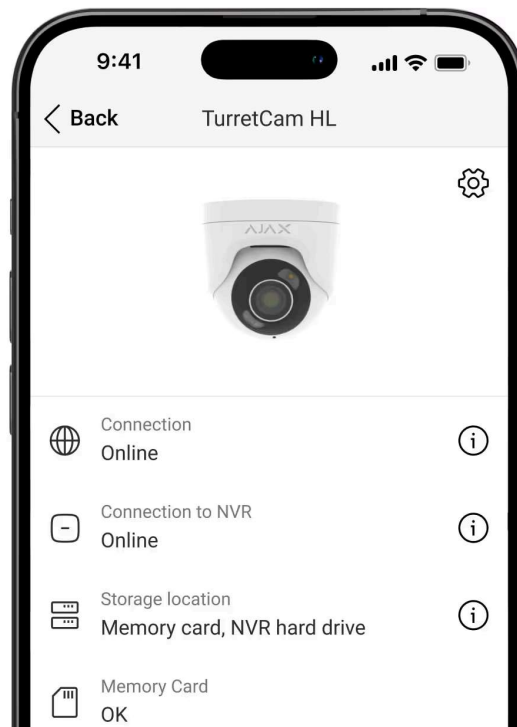 9:41
Back
TurretCam HL
AJAX
Connection
Online
Connection to NVR
Online
Storage location
Memory card, NVR hard drive
Memory Card
OK